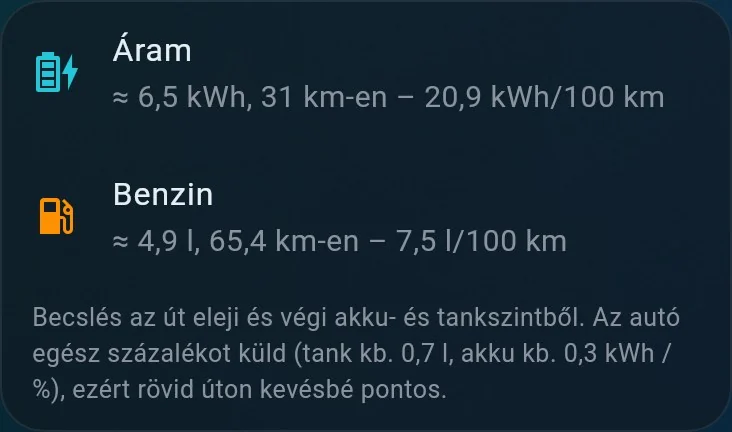 Áram
≈ 6,5 kWh, 31 km-en – 20,9 kWh/100 km
Benzin
≈ 4,9 l, 65,4 km-en – 7,5 l/100 km
Becslés az út eleji és végi akku- és tankszintből. Az autó
egész százalékot küld (tank kb. 0,7 l, akku kb. 0,3 kWh /
%), ezért rövid úton kevésbé pontos.